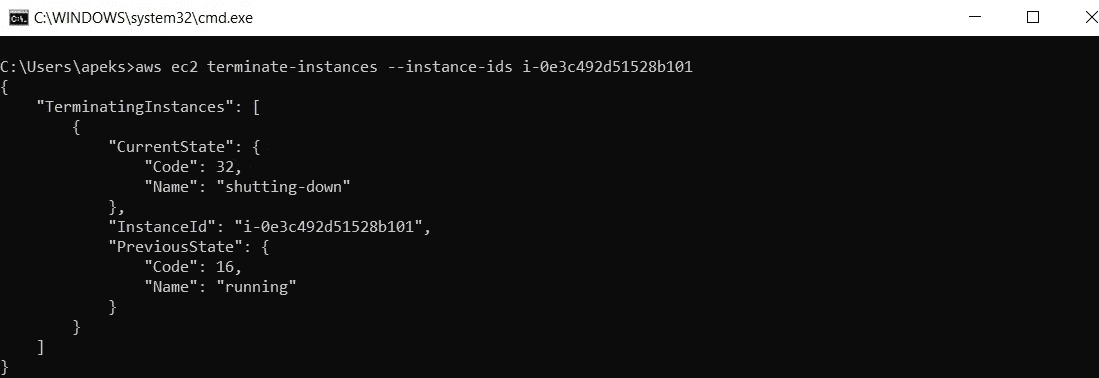 C:\WINDOWS\system32\cmd.exe
C:\Users\apeks>aws ec2 terminate-instances --instance-ids i-0e3c492d51528b101
{
    "TerminatingInstances": [
        {
            "CurrentState": {
                "Code": 32,
                "Name": "shutting-down"
            },
            "InstanceId": "i-0e3c492d51528b101",
            "PreviousState": {
                "Code": 16,
                "Name": "running"
            }
        }
    ]
}